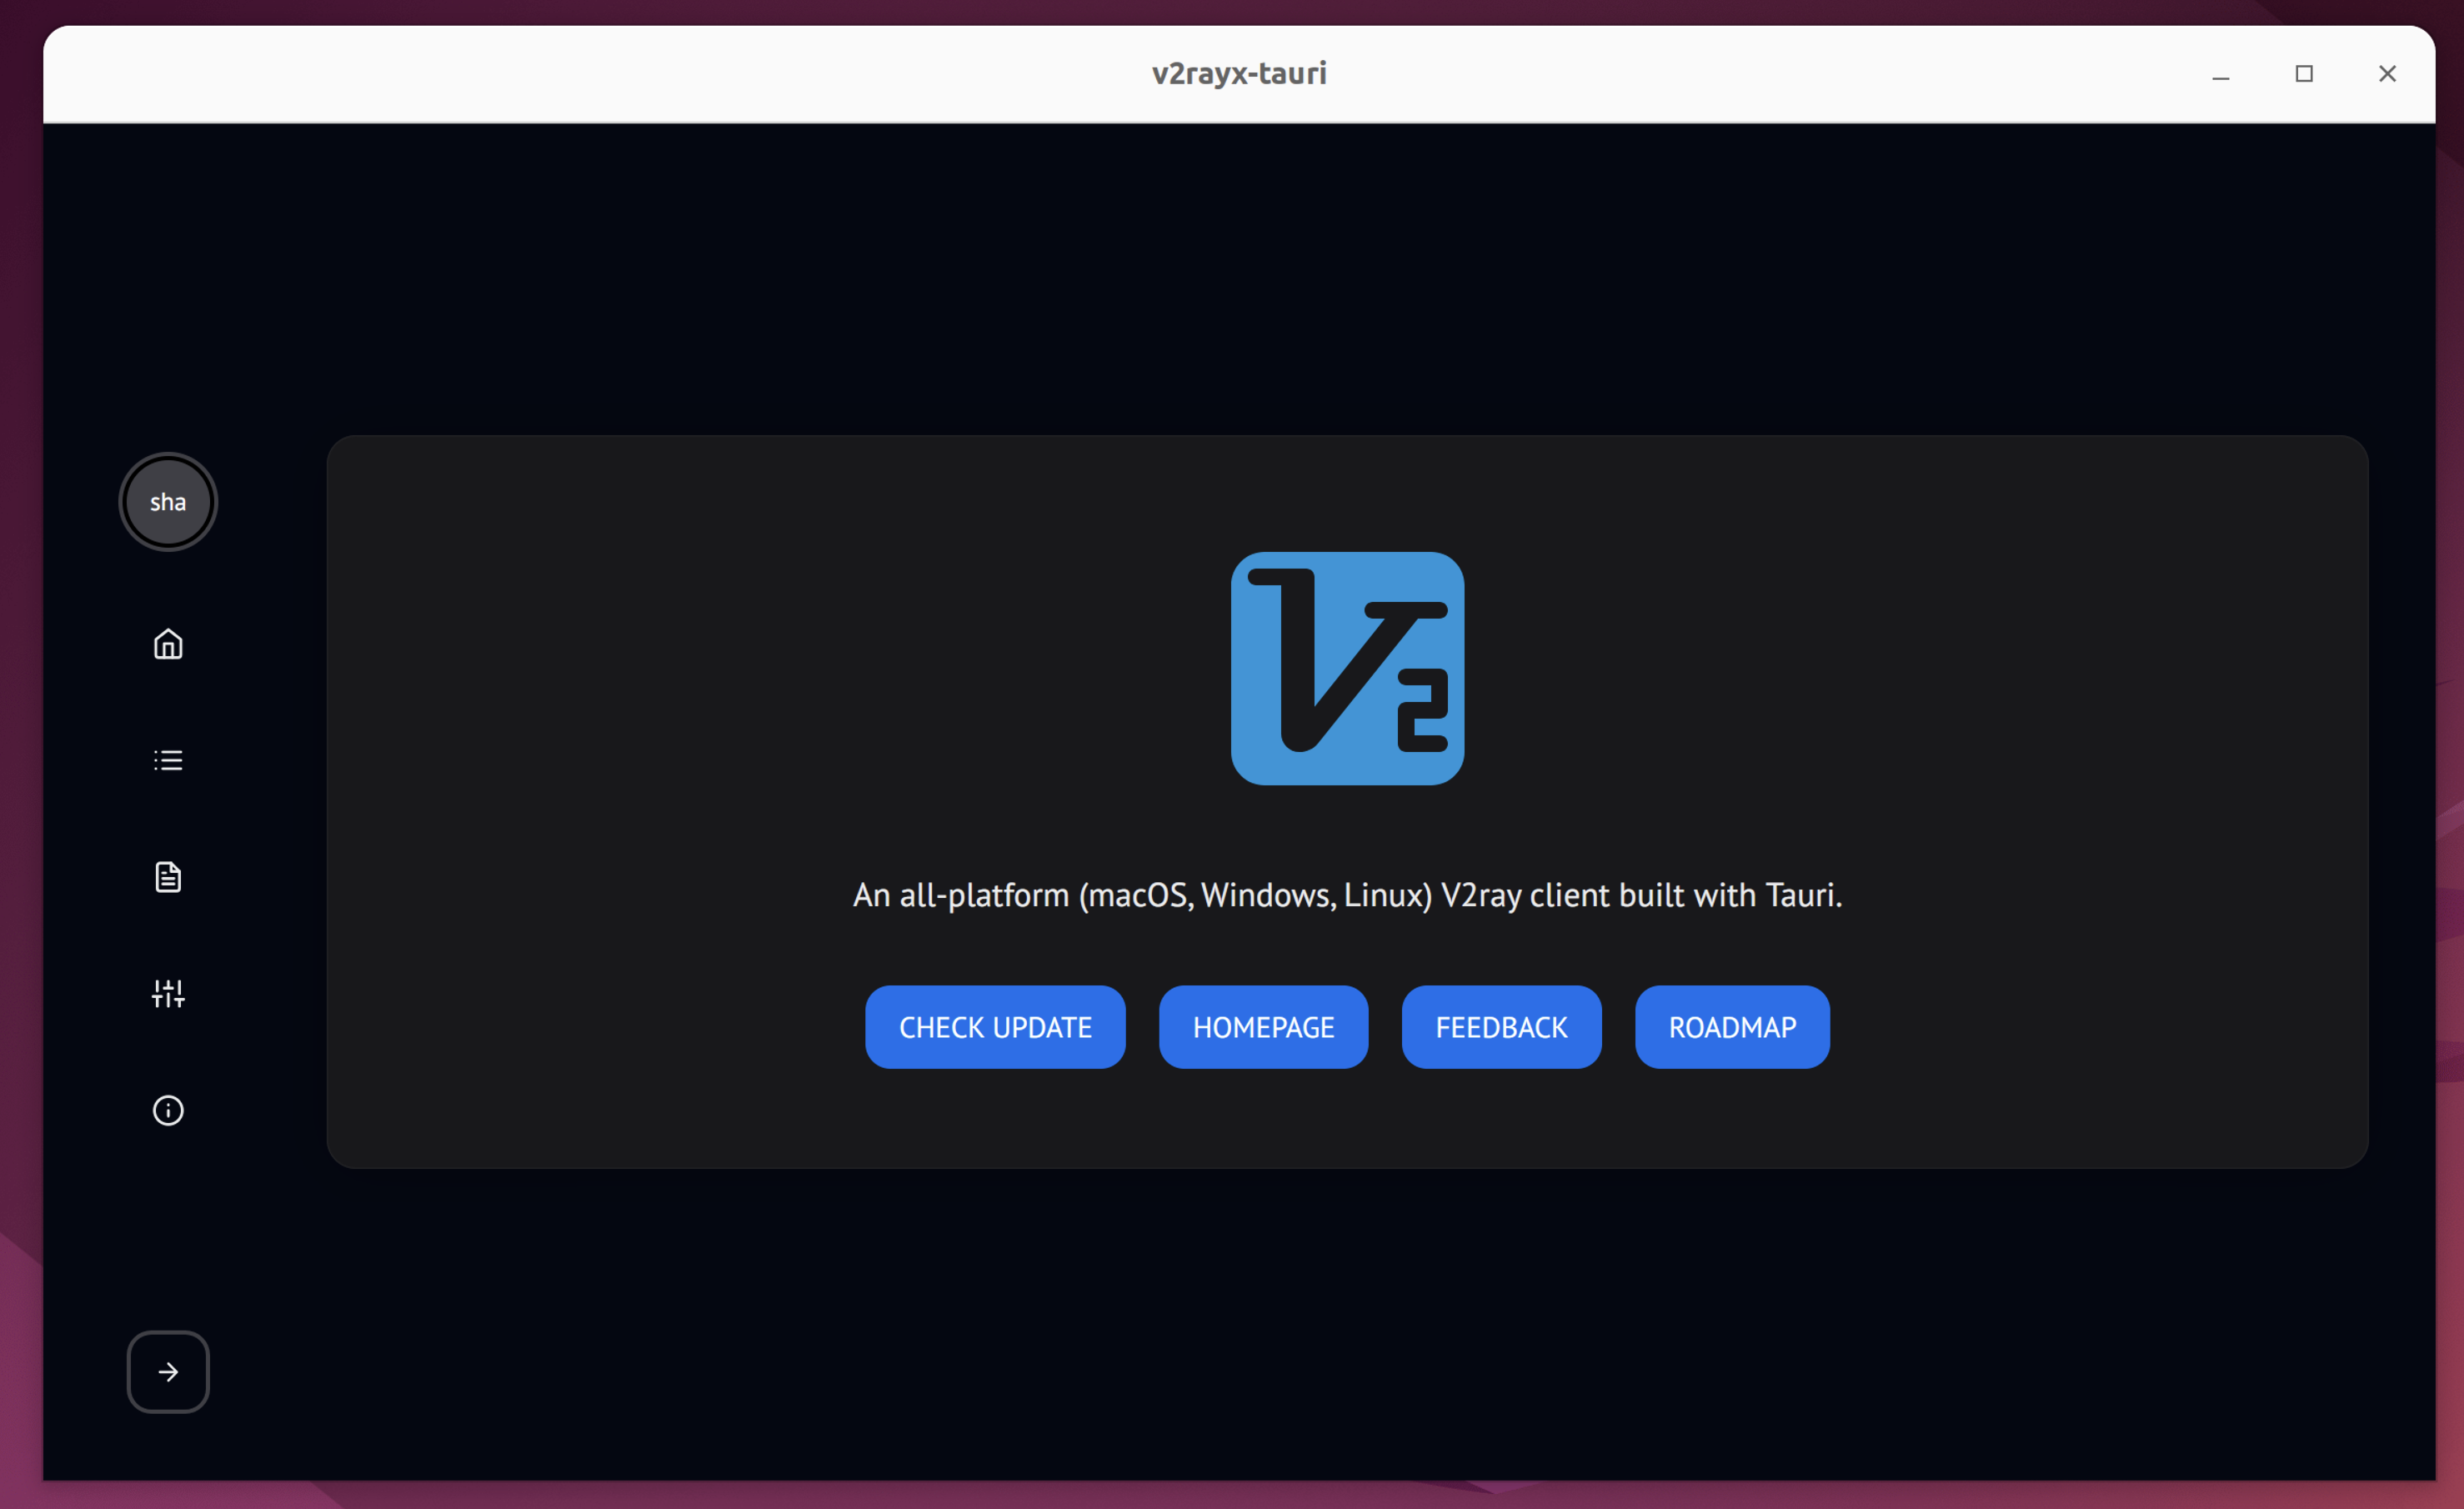 v2rayx-tauri
sha
V2
An all-platform (macOS, Windows, Linux) V2ray client built with Tauri.
CHECK UPDATE
HOMEPAGE
FEEDBACK
ROADMAP